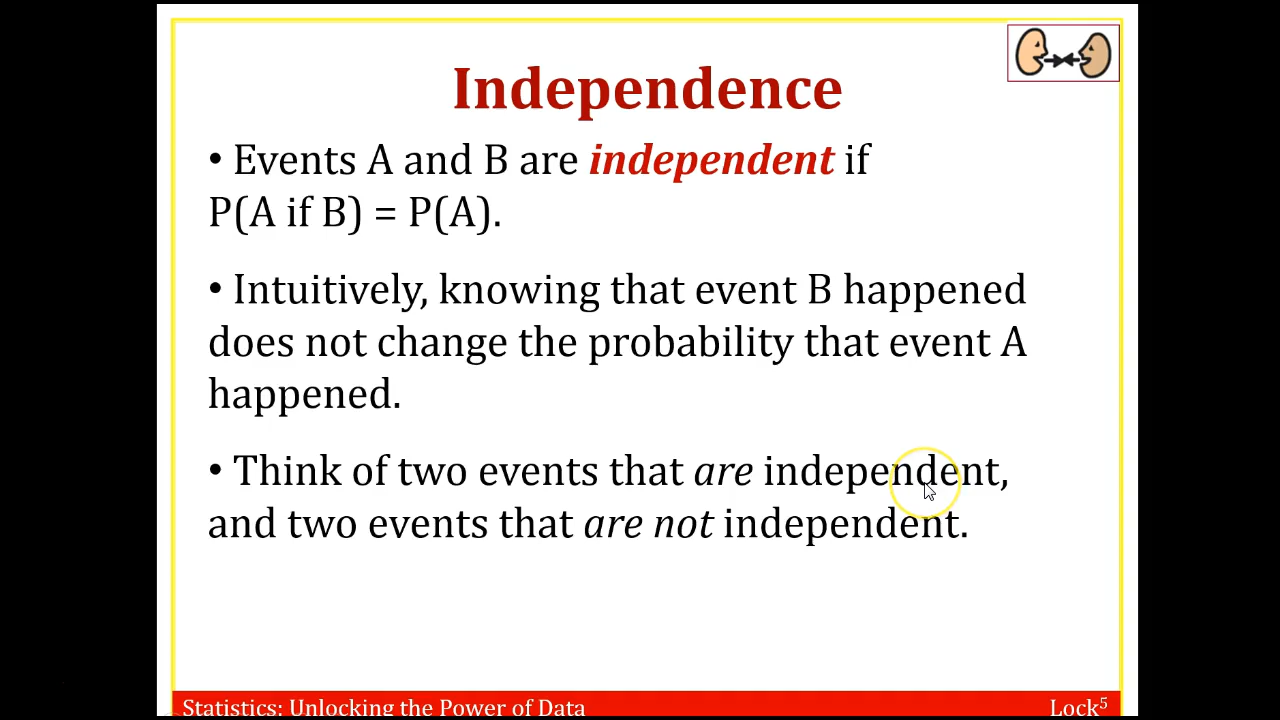 Independence
• Events A and B are independent if
P(A if B) = P(A).
• Intuitively, knowing that event B happened
does not change the probability that event A
happened.
• Think of two events that are independent,
and two events that are not independent.
Statistics: Unlocking the Power of Data
Lock⁵